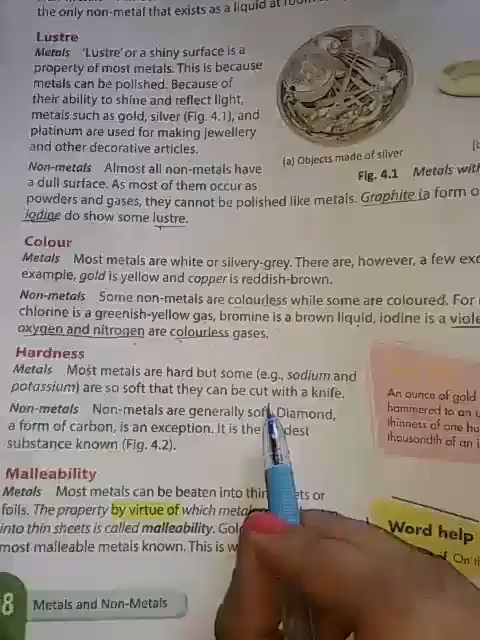 the only non-metal that exists as a liquid at room
Lustre
Metals 'Lustre' or a shiny surface is a
property of most metals. This is because
metals can be polished. Because of
their ability to shine and reflect light,
metals such as gold, silver (Fig. 4.1), and
platinum are used for making jewellery
and other decorative articles.
(a) Objects made of silver
(b
Fig. 4.1 Metals with
Non-metals Almost all non-metals have
a dull surface. As most of them occur as
powders and gases, they cannot be polished like metals. Graphite (a form o
iodine do show some lustre.
Colour
Metals Most metals are white or silvery-grey. There are, however, a few exc
example, gold is yellow and copper is reddish-brown.
Non-metals Some non-metals are colourless while some are coloured. For
chlorine is a greenish-yellow gas, bromine is a brown liquid, iodine is a viole
oxygen and nitrogen are colourless gases.
Hardness
Metals Most metals are hard but some (e.g., sodium and
potassium) are so soft that they can be cut with a knife.
Non-metals Non-metals are generally soft. Diamond,
a form of carbon, is an exception. It is the dest
substance known (Fig. 4.2).
An ounce of gold
hammered to an u
thinness of one hu
thousandth of an i
Malleability
Metals Most metals can be beaten into thin ets or
foils. The property by virtue of which metal
into thin sheets is called malleability. Gol
most malleable metals known. This is w
Word help
if On th
8 Metals and Non-Metals